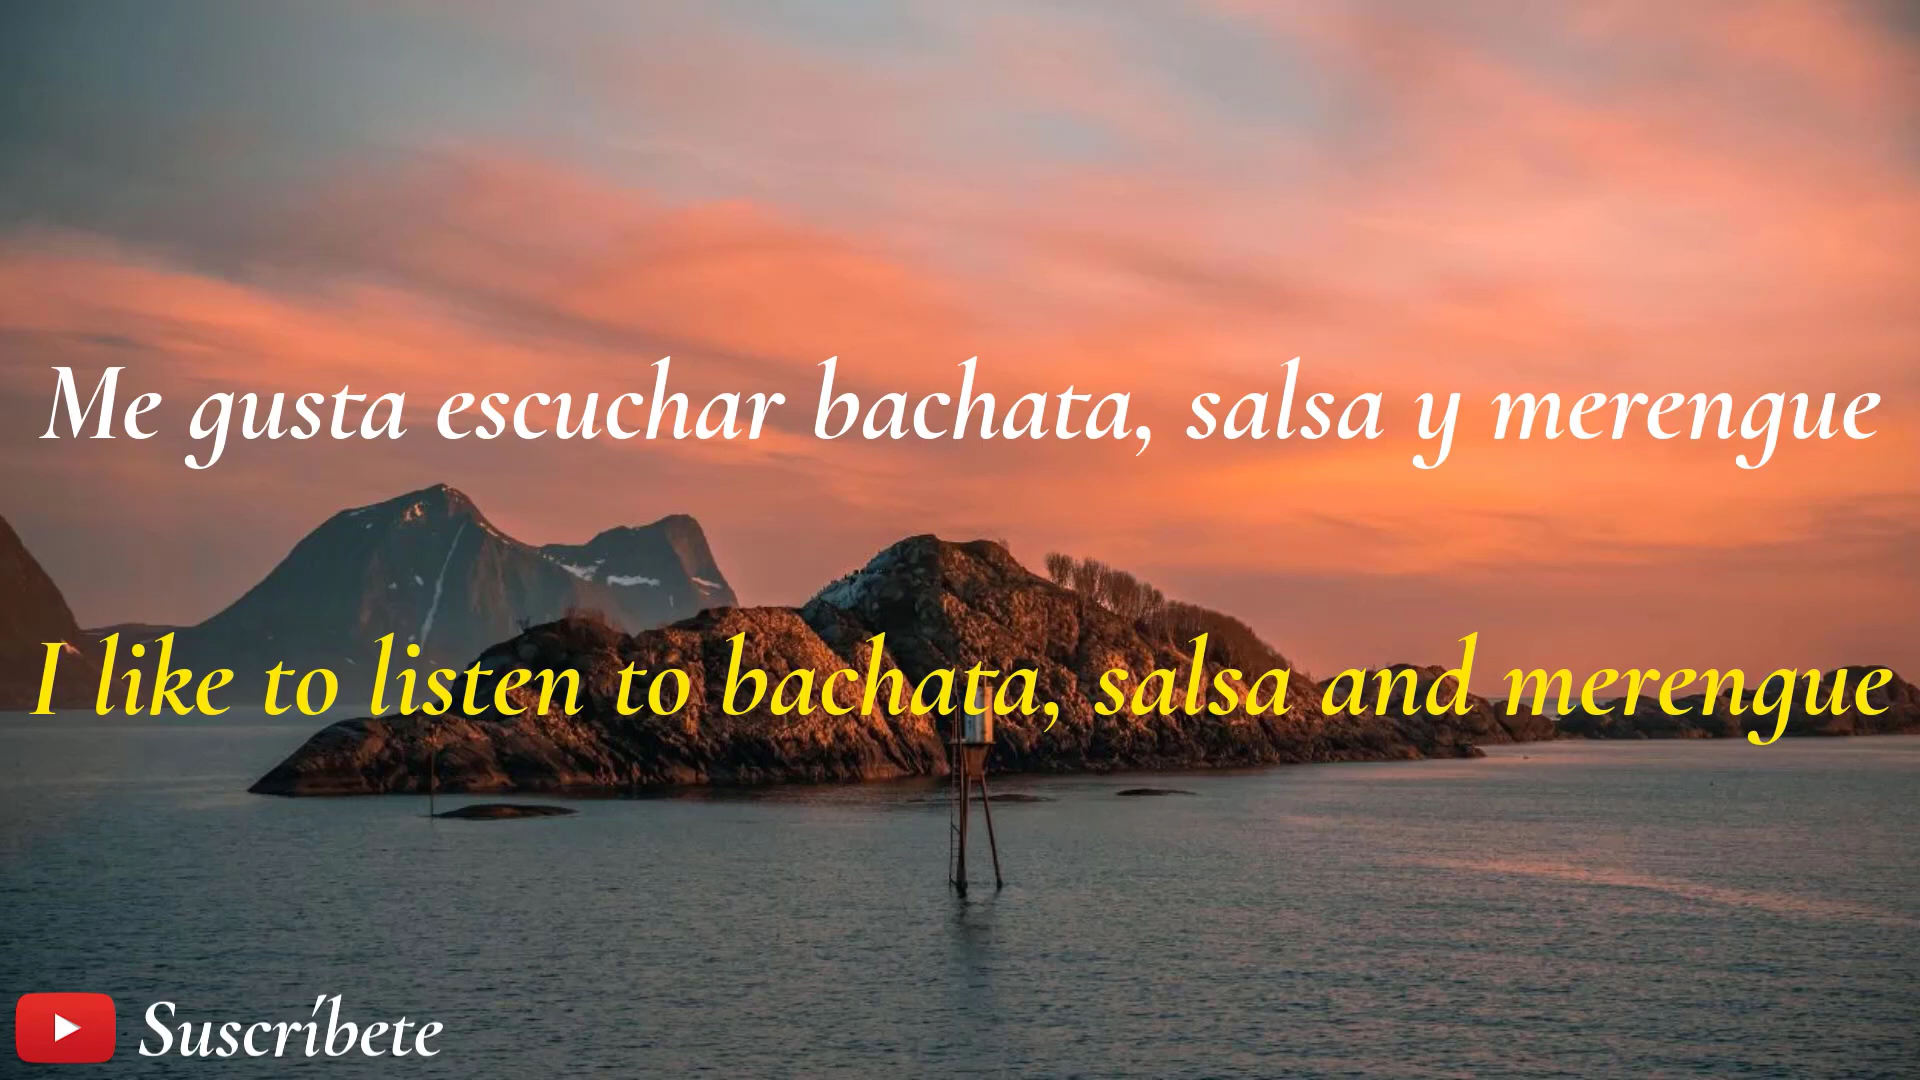 Me gusta escuchar bachata, salsa y merengue
I like to listen to bachata, salsa and merengue
Suscríbete